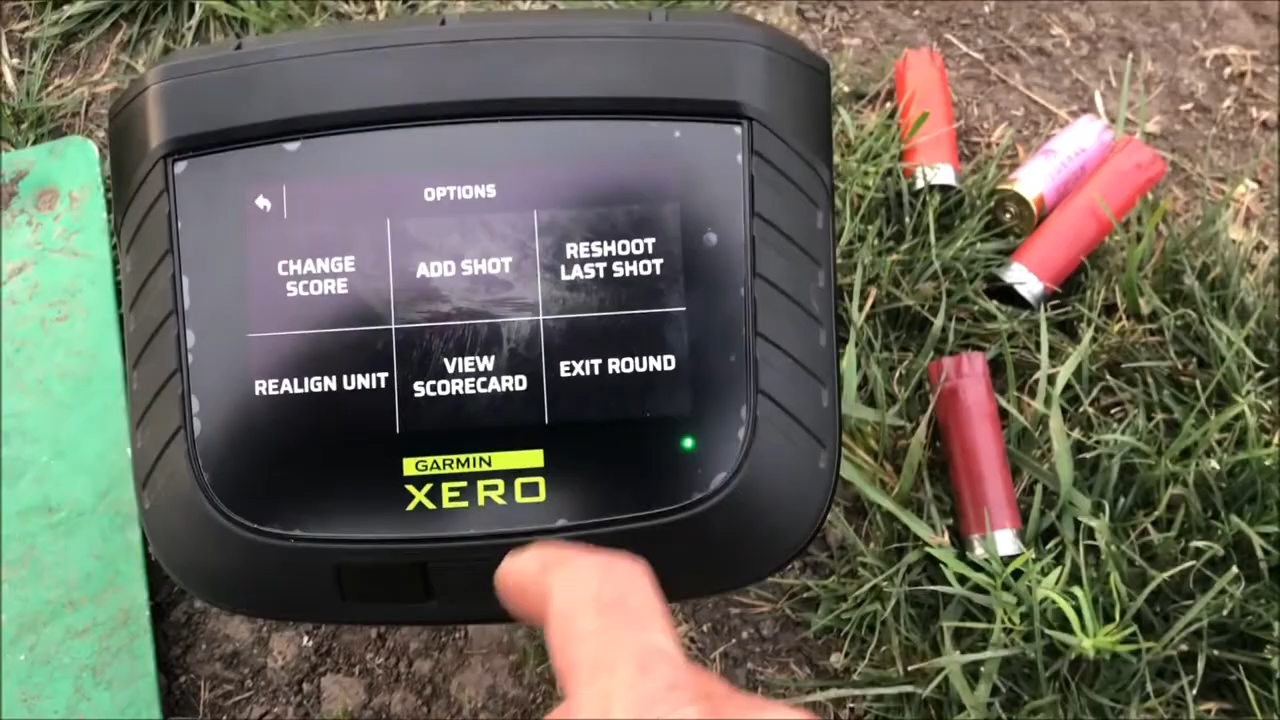 OPTIONS
CHANGE
SCORE
ADD SHOT
RESHOOT
LAST SHOT
REALIGN UNIT
VIEW
SCORECARD
EXIT ROUND
GARMIN
XERO